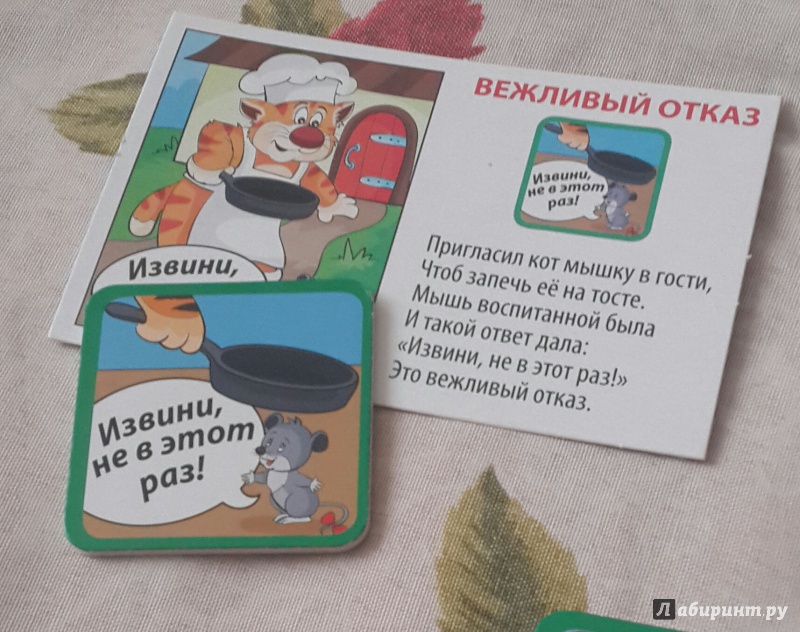 ВЕЖЛИВЫЙ ОТКАЗ
Извини,
не в этот
раз!
Пригласил кот мышку в гости,
Чтоб запечь её на тосте.
Мышь воспитанной была
И такой ответ дала:
«Извини, не в этот раз!»
Это вежливый отказ.
Извини,
Извини,
не в этот
раз!
Лабиринт.ру